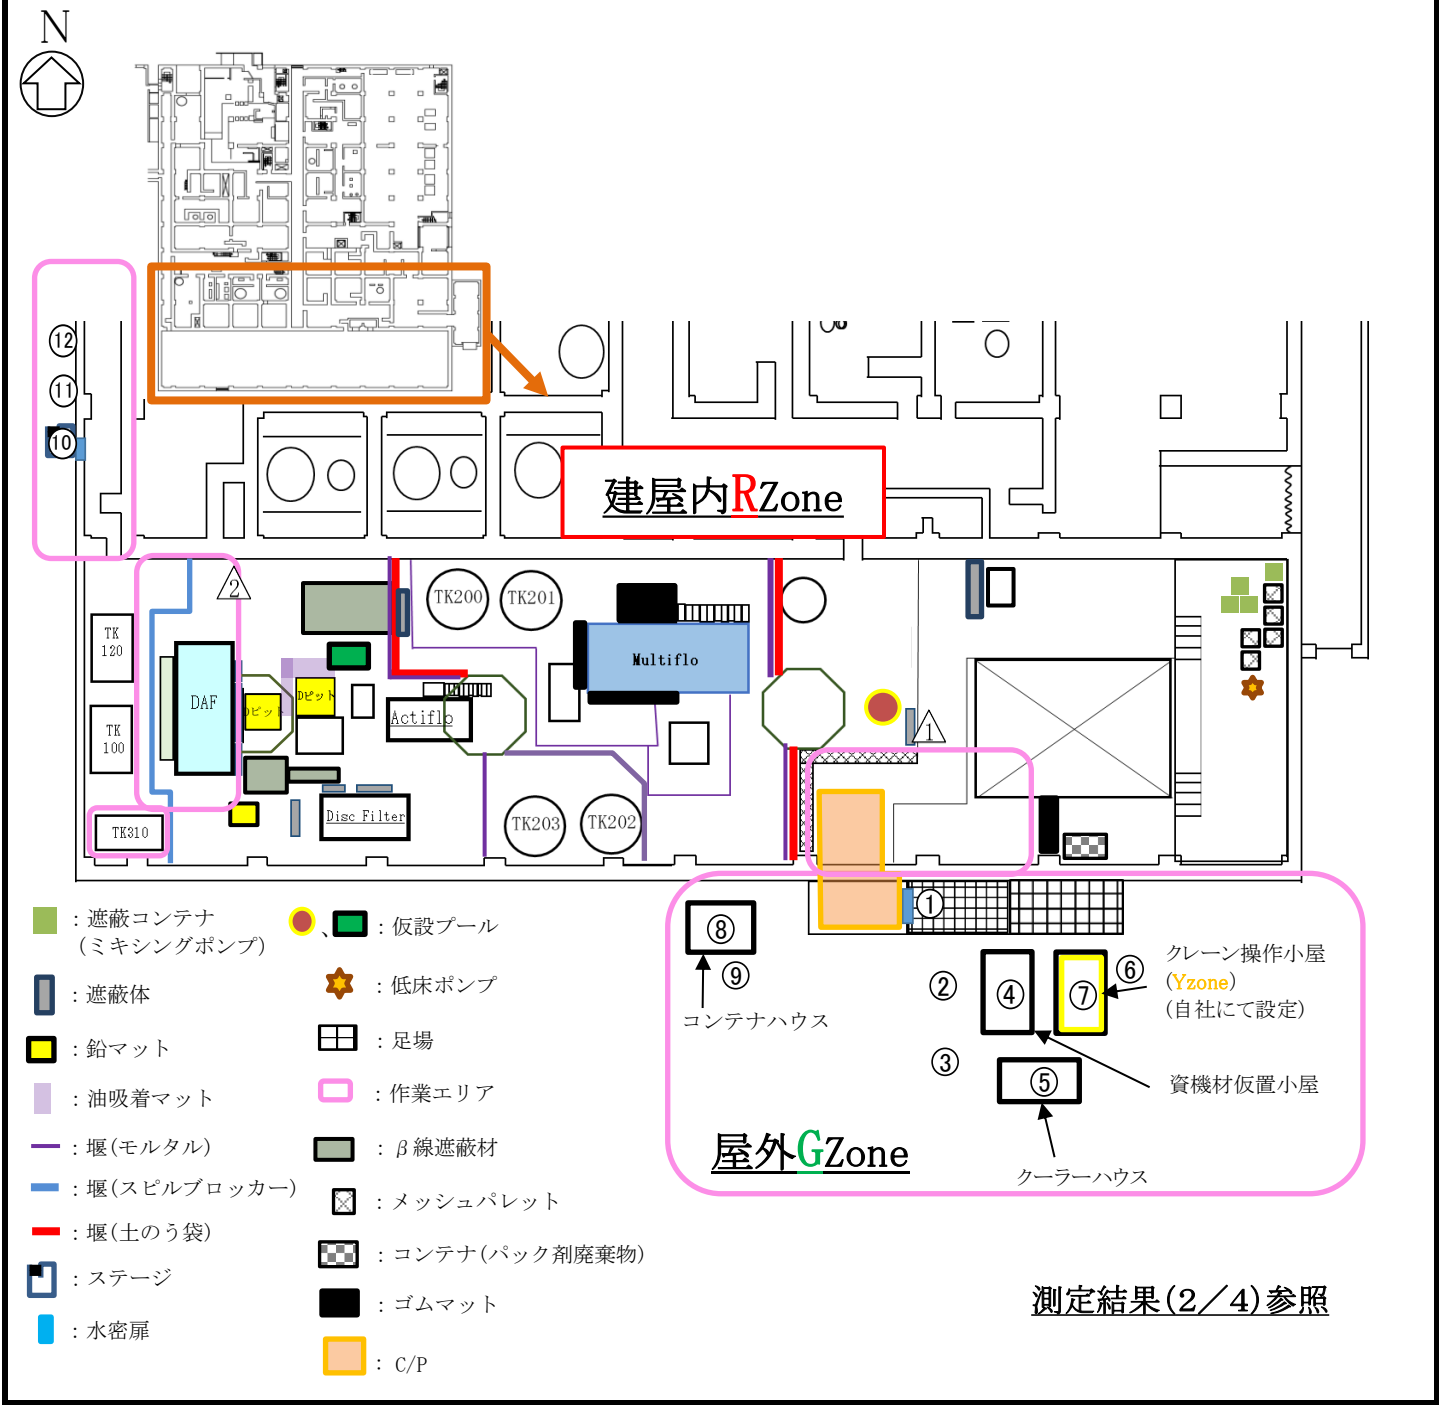 N
⑫
⑪
⑩
建屋内RZone
2
TK200
TK201
TK
120
Multiflo
DAF
Dピット
Dピット
TK
100
Actiflo
1
TK310
Disc Filter
TK203
TK202
①
⑧
⑨
②
④
⑦
⑥
クレーン操作小屋
(Yzone)
(自社にて設定)
コンテナハウス
③
⑤
資機材仮置小屋
屋外GZone
クーラーハウス
：遮蔽コンテナ
(ミキシングポンプ)
：遮蔽体
：鉛マット
：油吸着マット
：堰(モルタル)
：堰(スピルブロッカー)
：堰(土のう袋)
：ステージ
：水密扉
、：仮設プール
：低床ポンプ
：足場
：作業エリア
：β線遮蔽材
：メッシュパレット
：コンテナ(パック剤廃棄物)
：ゴムマット
：C/P
測定結果(2／4)参照